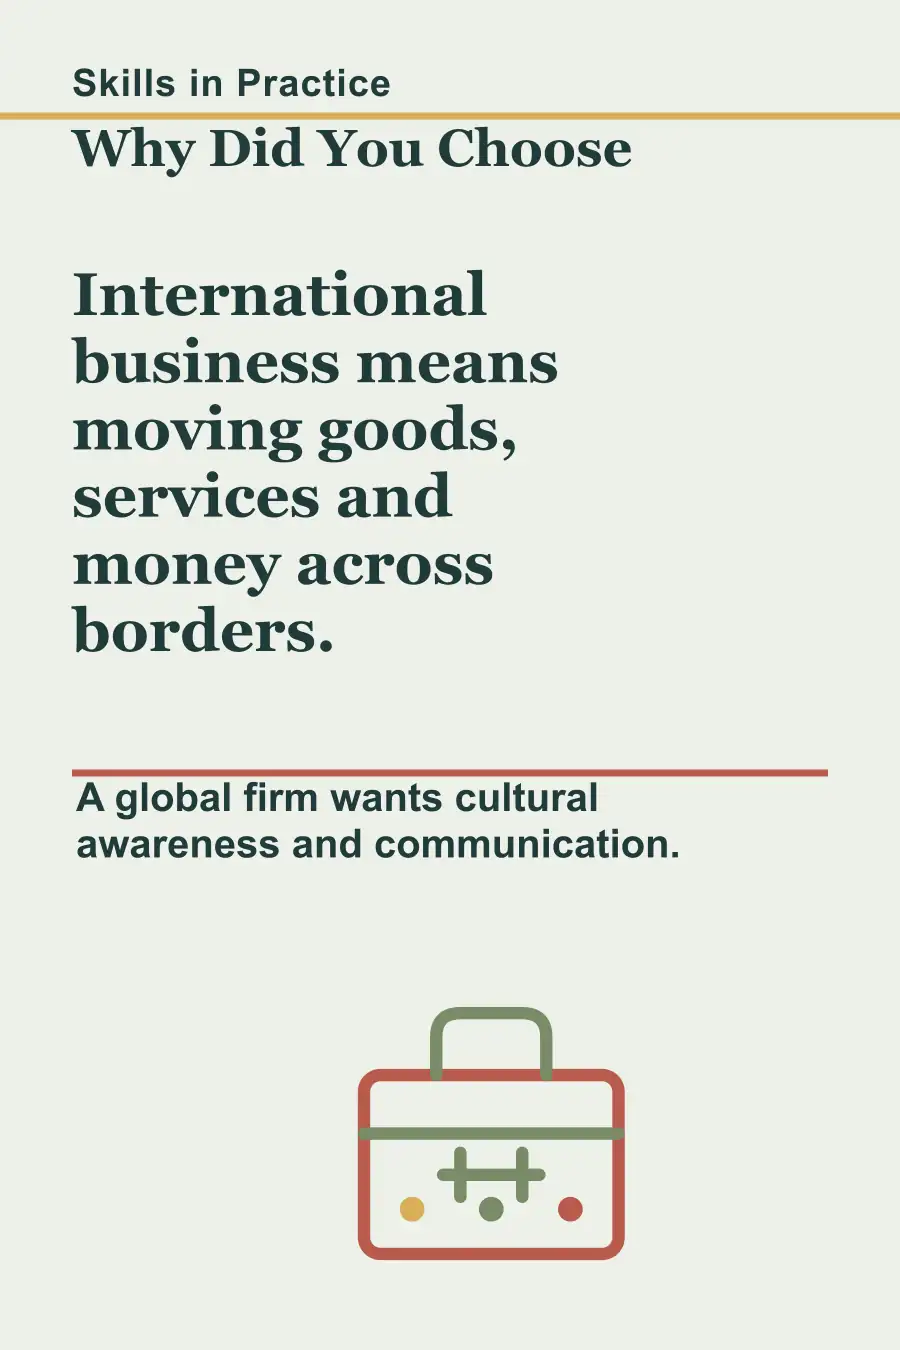 Skills in Practice
Why Did You Choose
International
business means
moving goods,
services and
money across
borders.
A global firm wants cultural
awareness and communication.